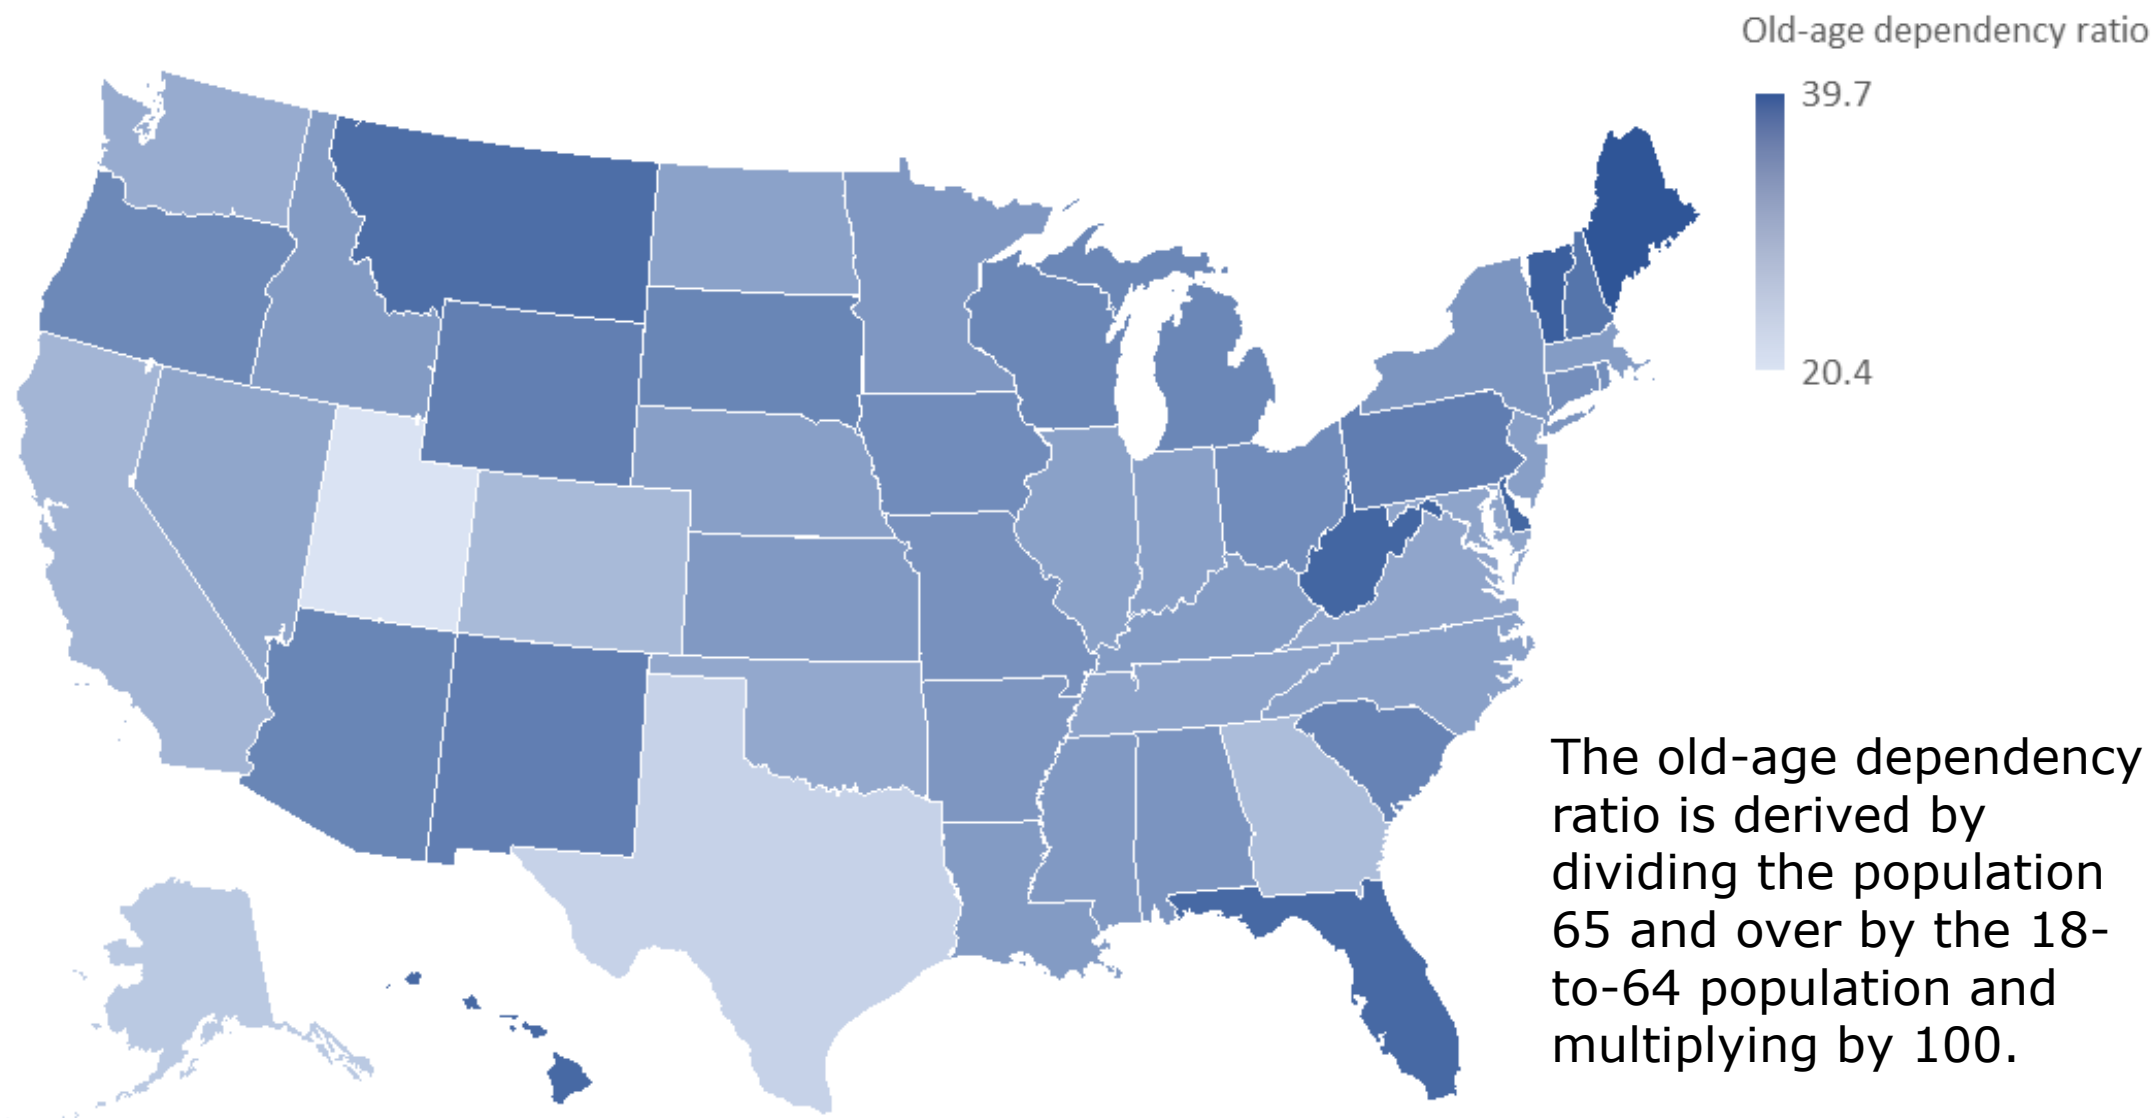 Old-age dependency ratio
39.7
20.4
The old-age dependency
ratio is derived by
dividing the population
65 and over by the 18-
to-64 population and
multiplying by 100.